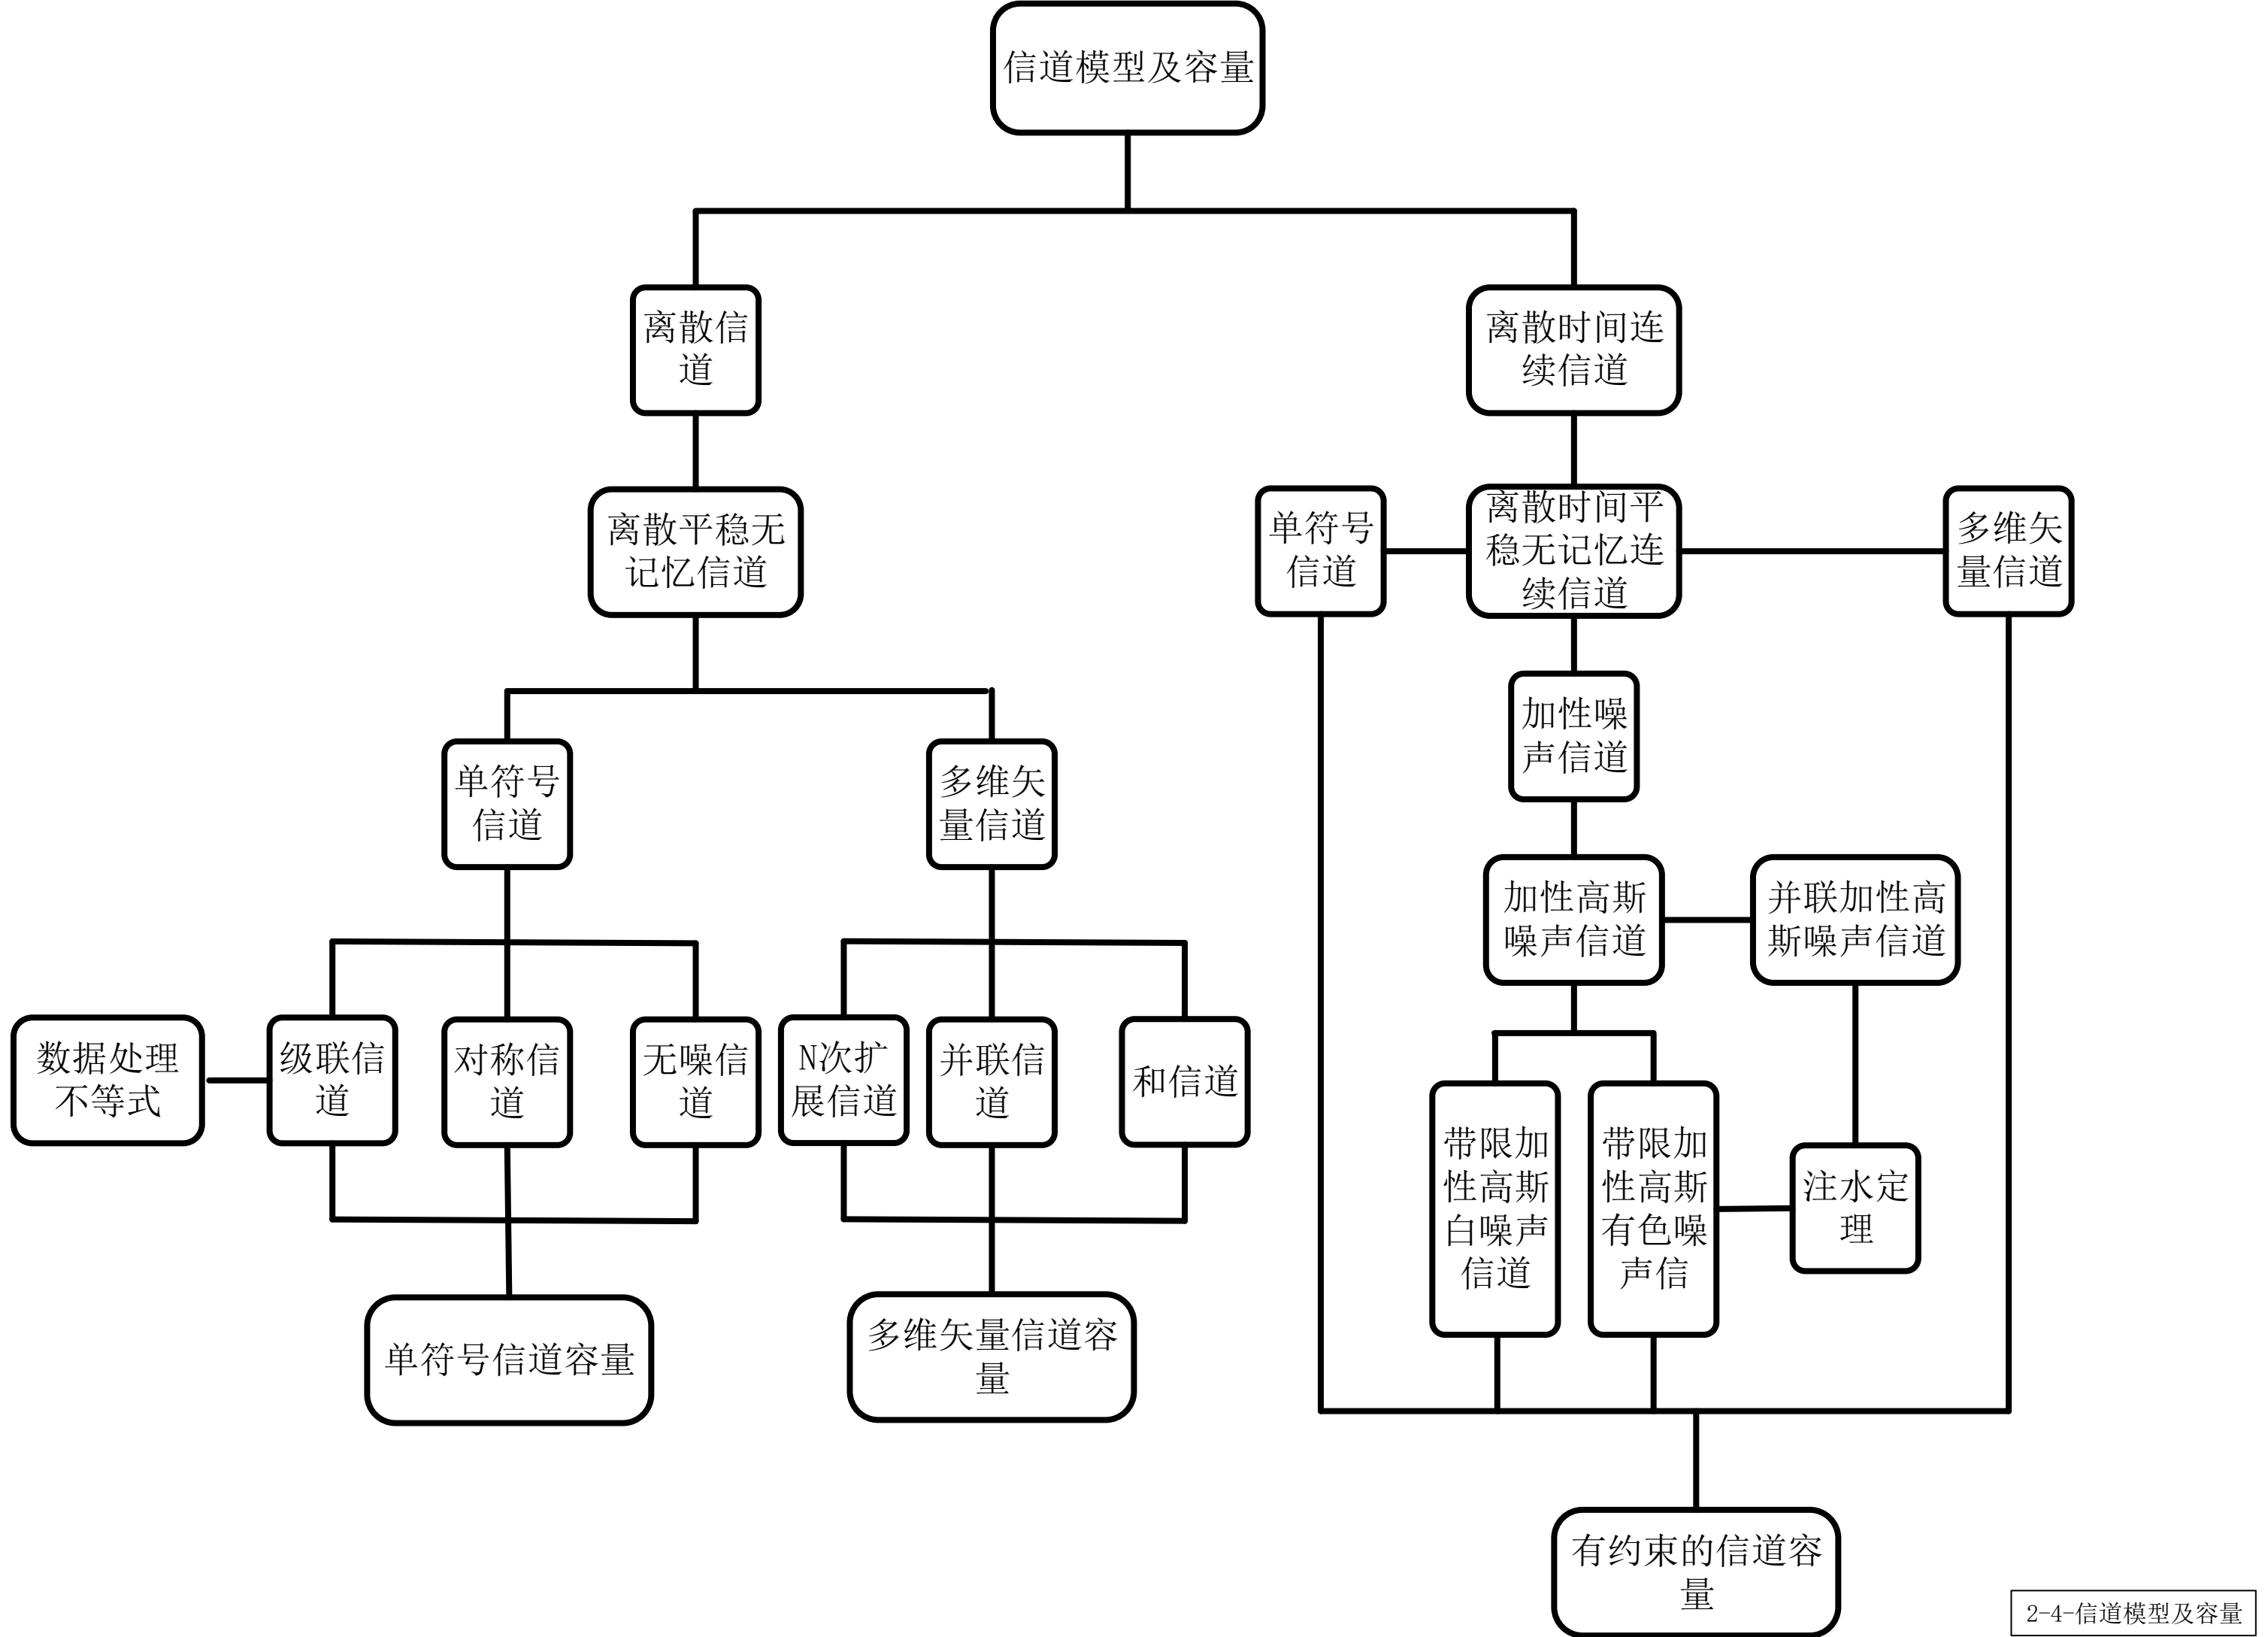 信道模型及容量
离散信
道
离散时间连
续信道
离散平稳无
记忆信道
单符号
信道
离散时间平
稳无记忆连
续信道
多维矢
量信道
加性噪
声信道
单符号
信道
多维矢
量信道
加性高斯
噪声信道
并联加性高
斯噪声信道
数据处理
不等式
级联信
道
对称信
道
无噪信
道
N次扩
展信道
并联信
道
和信道
带限加
性高斯
白噪声
信道
带限加
性高斯
有色噪
声信
注水定
理
单符号信道容量
多维矢量信道容
量
有约束的信道容
量
2-4-信道模型及容量